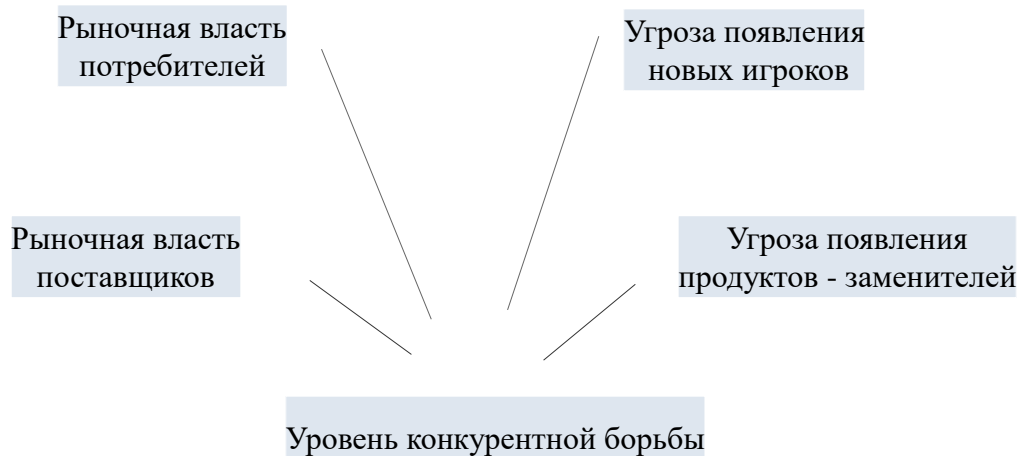 Рыночная власть
потребителей
Угроза появления
новых игроков
Рыночная власть
поставщиков
Угроза появления
продуктов - заменителей
Уровень конкурентной борьбы